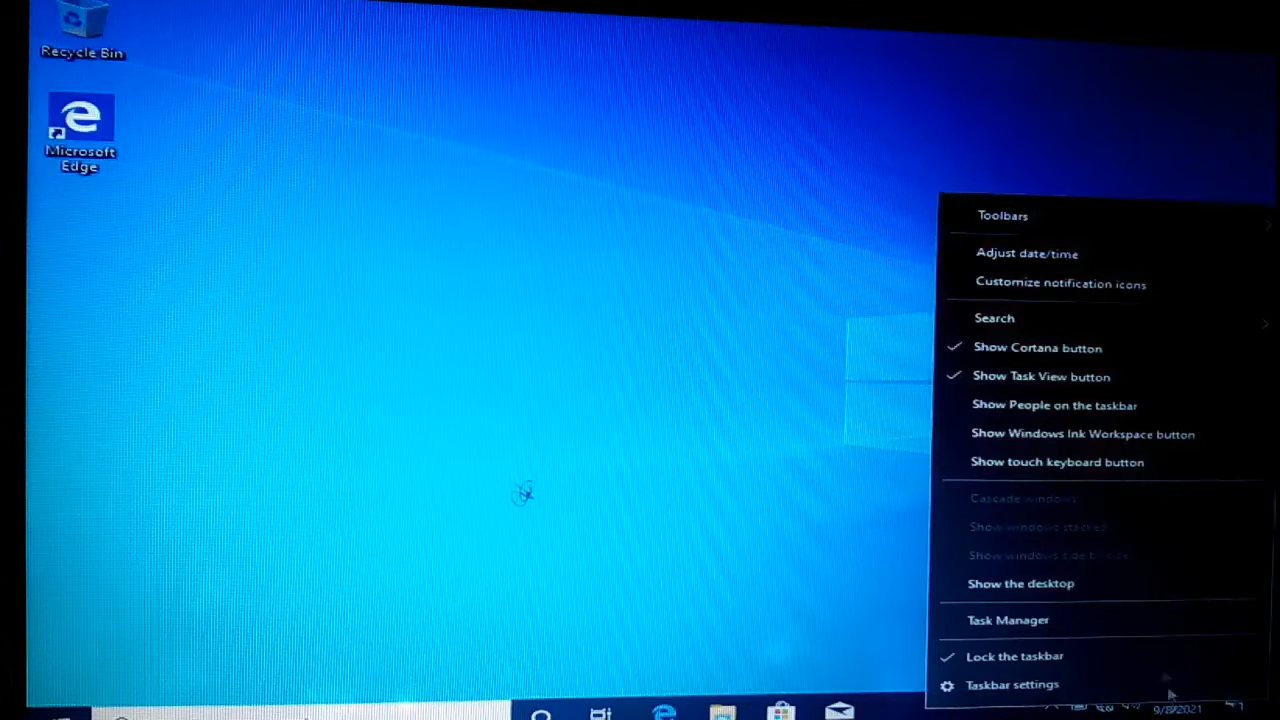 Recycle Bin
Microsoft
Edge
Toolbars
Adjust date/time
Customize notification icons
Search
Show Cortana button
Show Task View button
Show People on the taskbar
Show Windows Ink Workspace button
Show touch keyboard button
Cascade windows
Show windows stacked
Show windows side by side
Show the desktop
Task Manager
Lock the taskbar
Taskbar settings
9/8/2021